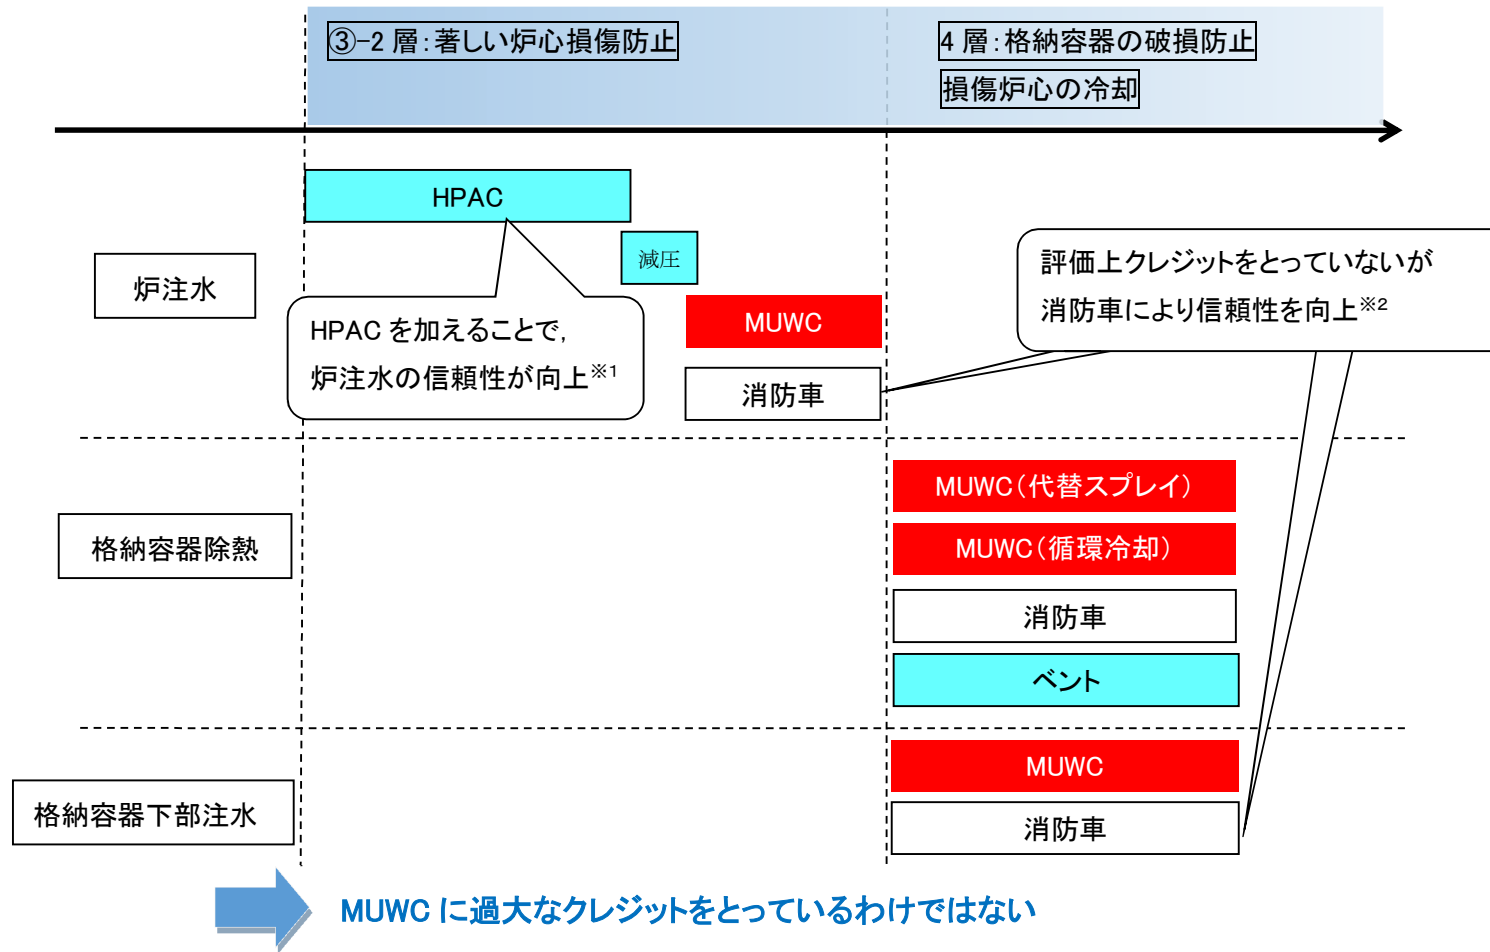 ③-2 層：著しい炉心損傷防止
4 層：格納容器の破損防止
損傷炉心の冷却
HPAC
減圧
炉注水
HPAC を加えることで，
炉注水の信頼性が向上※1
MUWC
消防車
評価上クレジットをとっていないが
消防車により信頼性を向上※2
格納容器除熱
MUWC（代替スプレイ）
MUWC（循環冷却）
消防車
ベント
格納容器下部注水
MUWC
消防車
MUWC に過大なクレジットをとっているわけではない